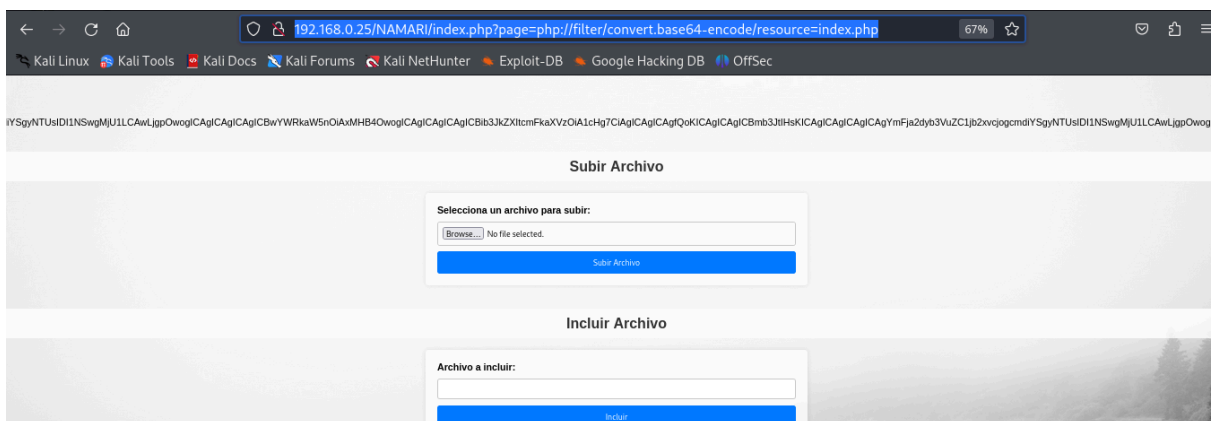 192.168.0.25/NAMARI/index.php?page=php://filter/convert.base64-encode/resource=index.php 67%
Kali Linux Kali Tools Kali Docs Kali Forums Kali NetHunter Exploit-DB Google Hacking DB OffSec
Subir Archivo
Selecciona un archivo para subir:
Browse... No file selected.
Subir Archivo
Incluir Archivo
Archivo a incluir:
Incluir